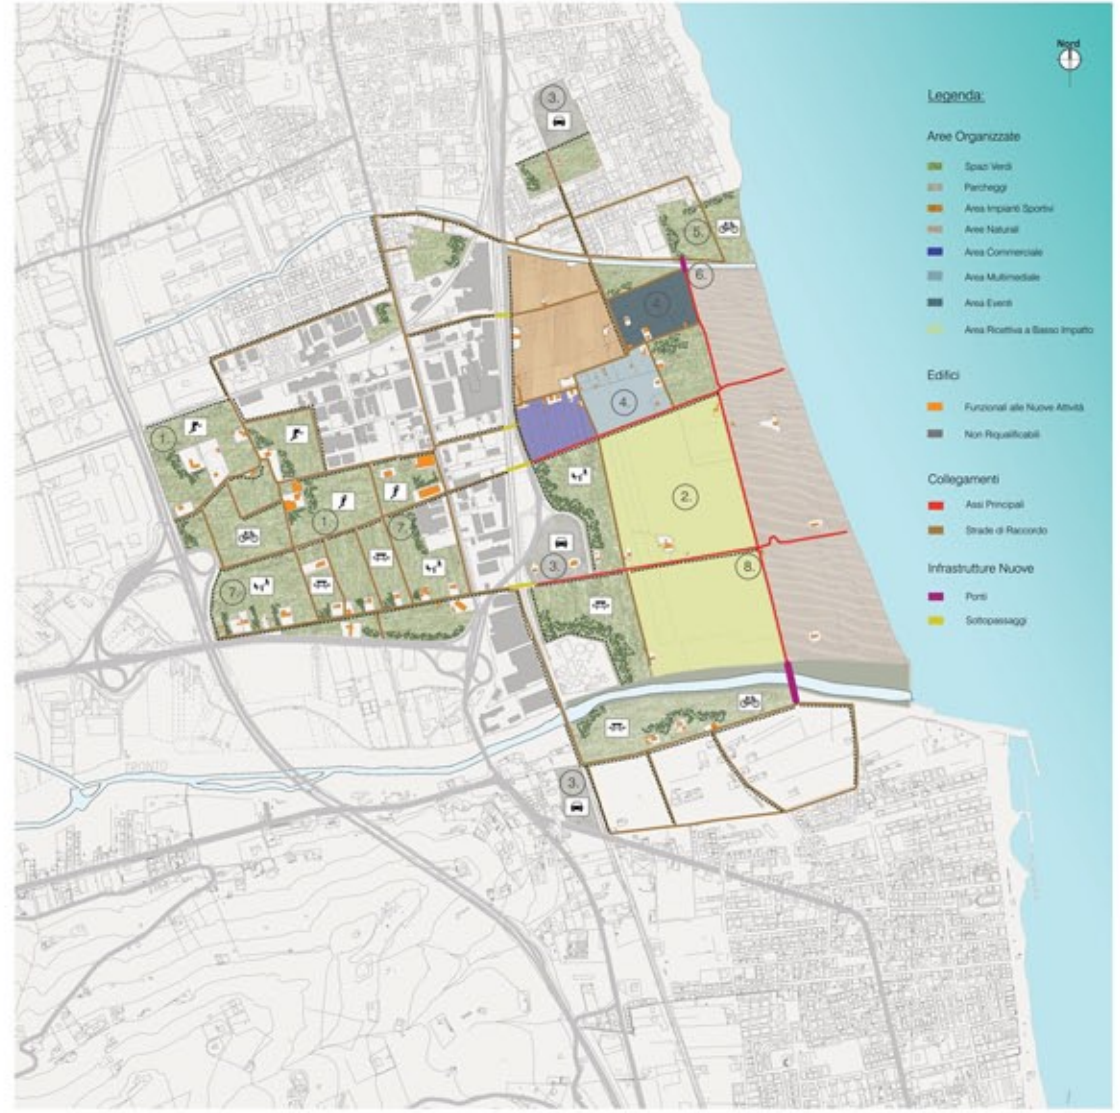 Nord
Legenda:
Aree Organizzate
Spazi Verdi
Parcheggi
Area Impianti Sportivi
Aree Naturali
Area Commerciale
Area Multimediale
Area Eventi
Area Ricettiva a Basso Impatto
Edifici
Funzionali alle Nuove Attività
Non Riqualificabili
Collegamenti
Assi Principali
Strade di Raccordo
Infrastrutture Nuove
Ponti
Sottopassaggi
3.
5.
6.
4.
4.
1.
2.
1.
7.
3.
8.
7.
TRONTO
3.